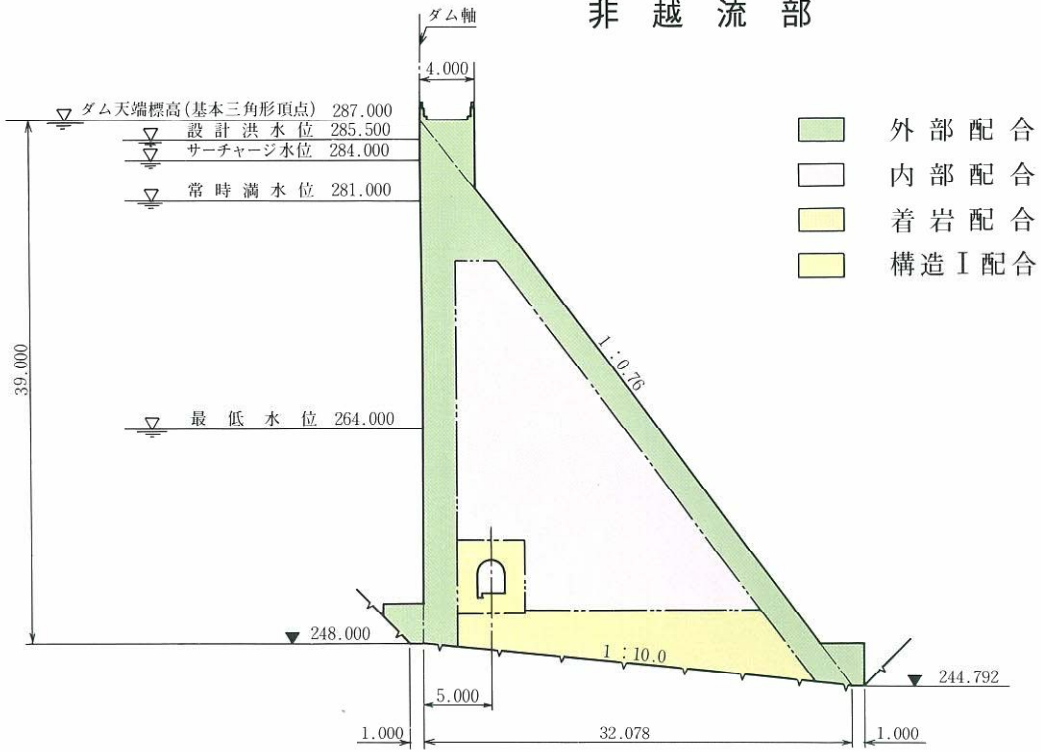 非越流部
ダム軸
4.000
ダム天端標高(基本三角形頂点) 287.000
設計洪水位 285.500
サーチャージ水位 284.000
常時満水位 281.000
外部配合
内部配合
着岩配合
構造Ⅰ配合
1:0.76
39.000
最低水位 264.000
248.000
1:10.0
244.792
5.000
1.000
32.078
1.000